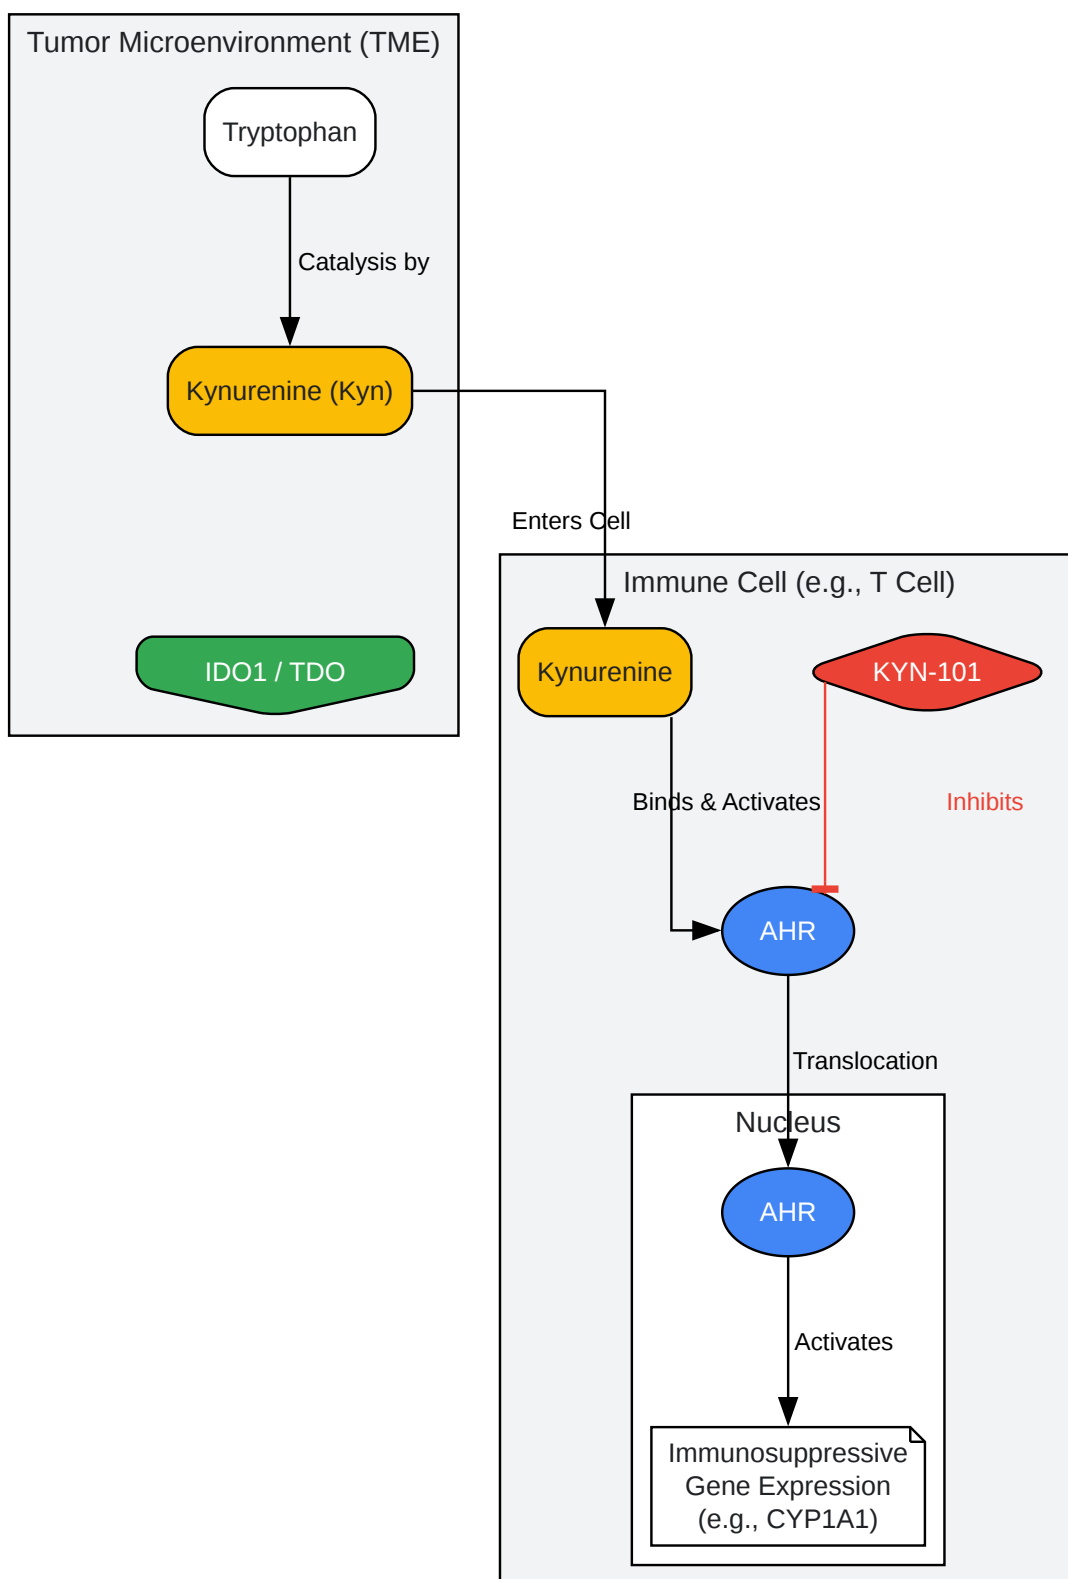 Tumor Microenvironment (TME)
Tryptophan
Catalysis by
Kynurenine (Kyn)
Enters Cell
Immune Cell (e.g., T Cell)
IDO1 / TDO
Kynurenine
KYN-101
Binds & Activates
Inhibits
AHR
Translocation
Nucleus
AHR
Activates
Immunosuppressive
Gene Expression
(e.g., CYP1A1)